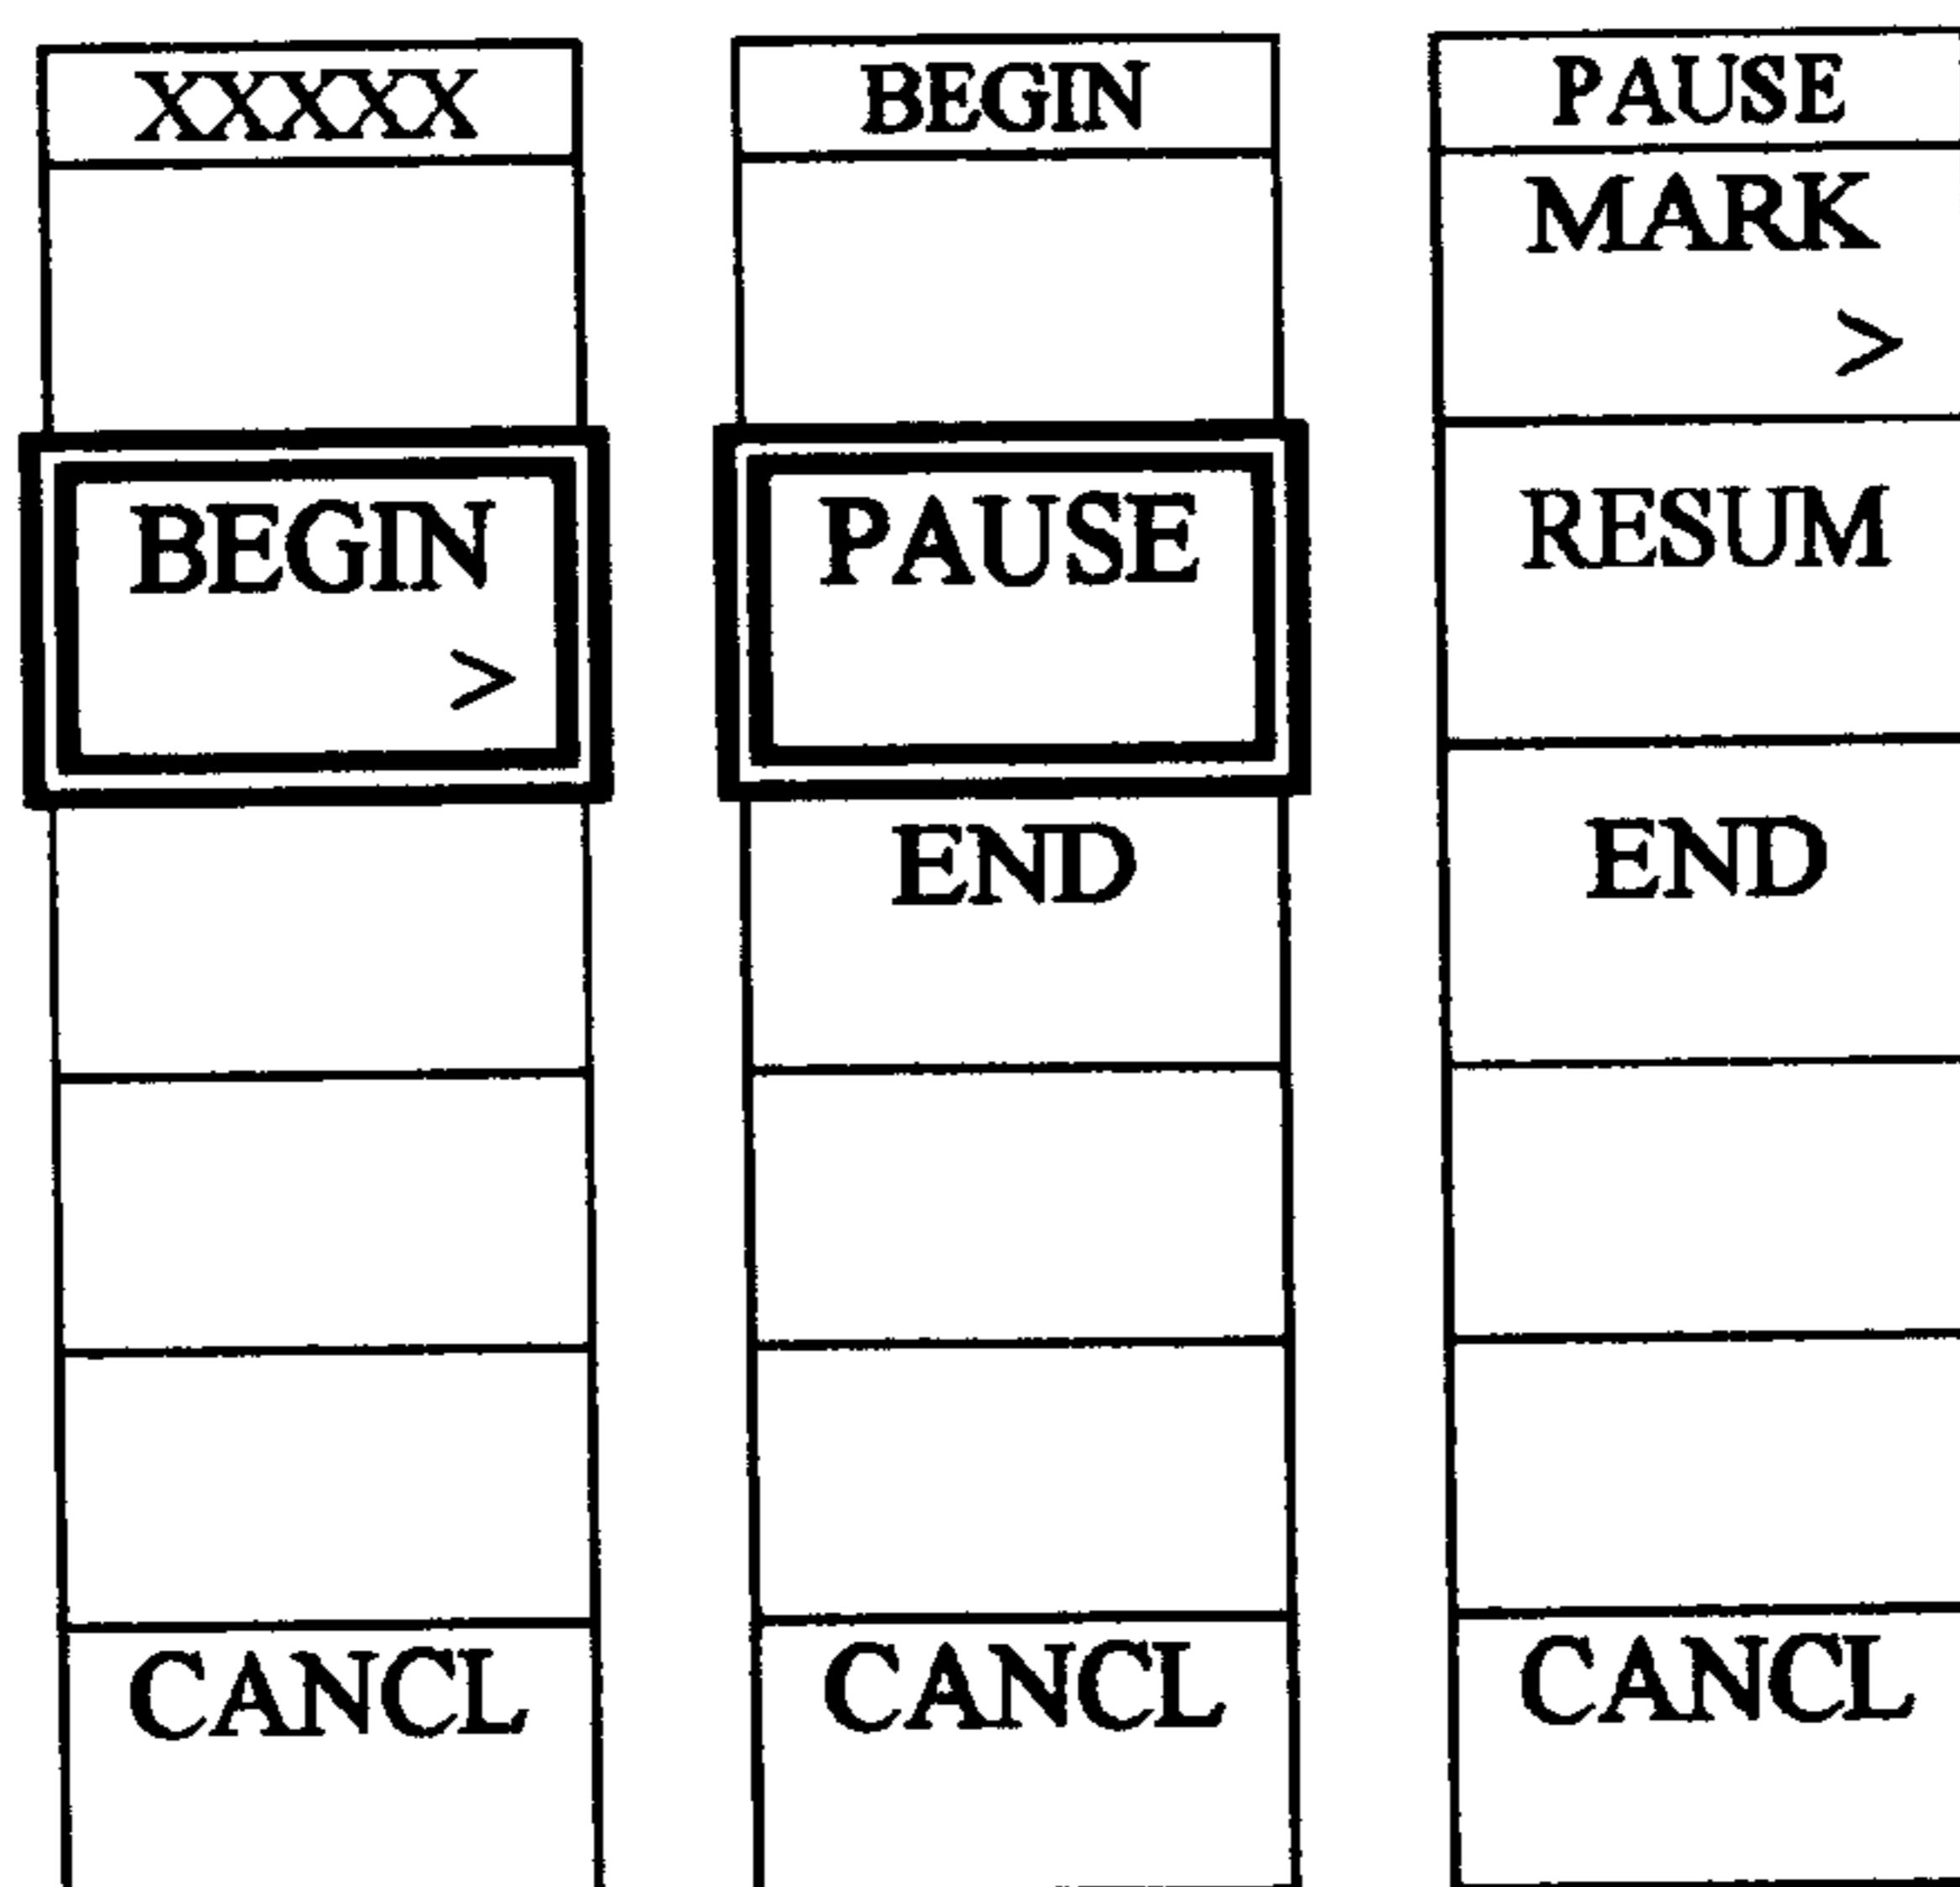 XXXXX
BEGIN
>
CANCL
BEGIN
PAUSE
END
CANCL
PAUSE
MARK
>
RESUM
END
CANCL